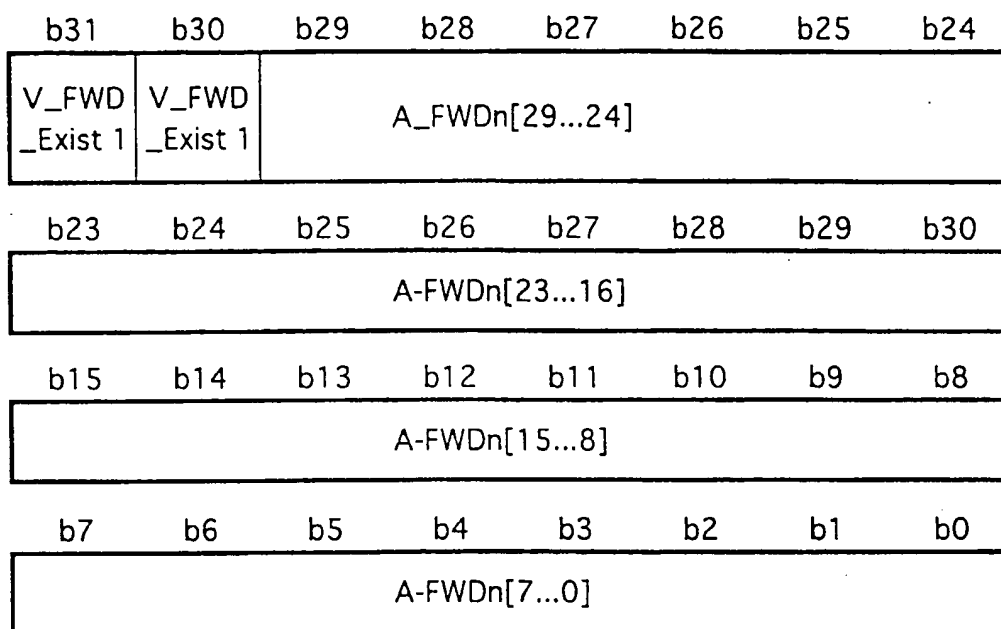 b31 b30 b29 b28 b27 b26 b25 b24
V_FWD V_FWD A_FWDn[29...24]
_Exist 1 _Exist 1
b23 b24 b25 b26 b27 b28 b29 b30
A-FWDn[23...16]
b15 b14 b13 b12 b11 b10 b9 b8
A-FWDn[15...8]
b7 b6 b5 b4 b3 b2 b1 b0
A-FWDn[7...0]